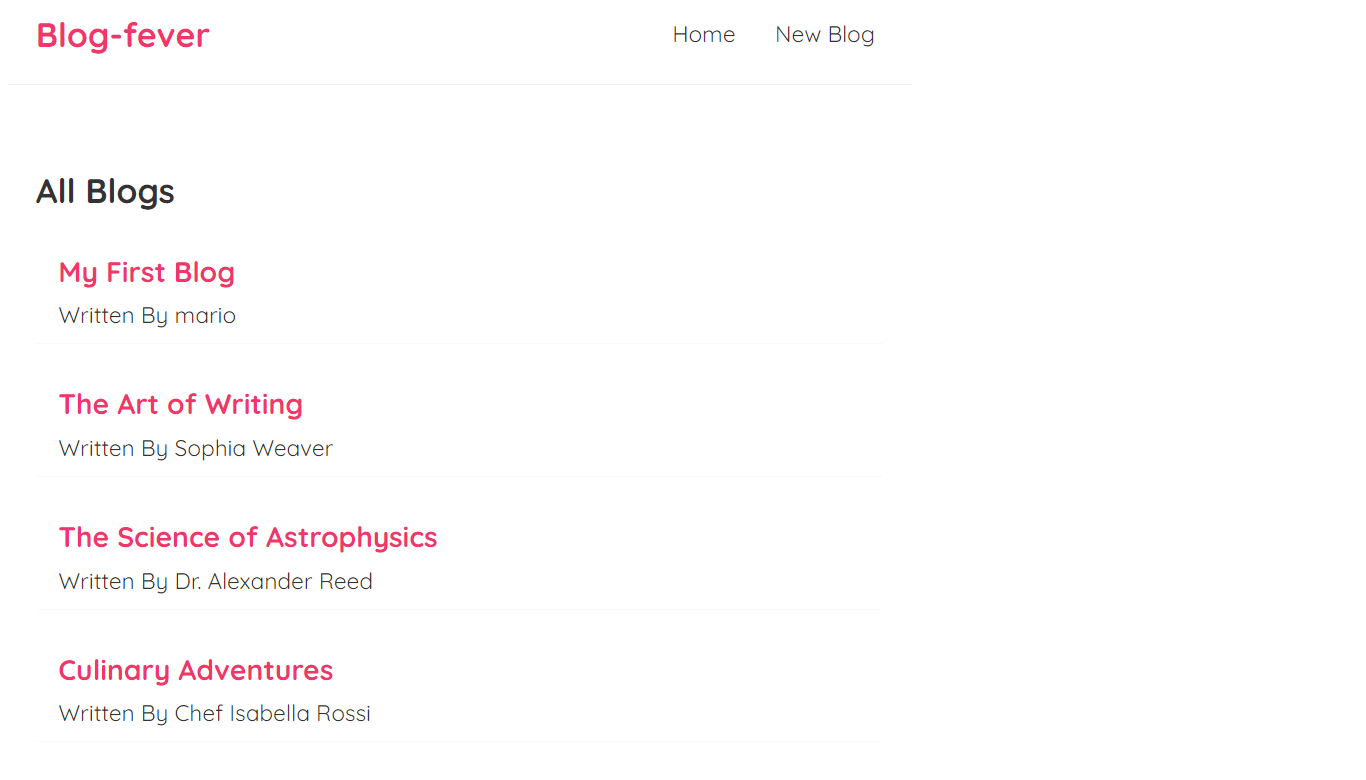 Blog-fever
Home
New Blog
All Blogs
My First Blog
Written By mario
The Art of Writing
Written By Sophia Weaver
The Science of Astrophysics
Written By Dr. Alexander Reed
Culinary Adventures
Written By Chef Isabella Rossi